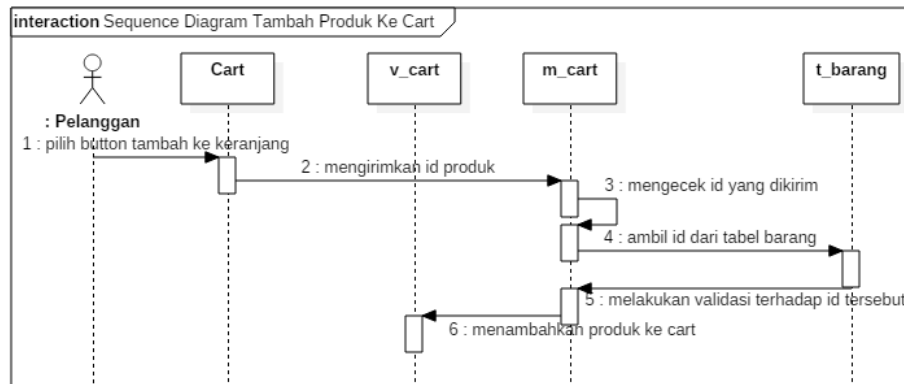 interaction Sequence Diagram Tambah Produk Ke Cart
Cart
v_cart
m_cart
t_barang
: Pelanggan
1 : pilih button tambah ke keranjang
2 : mengirimkan id produk
3 : mengecek id yang dikirim
4 : ambil id dari tabel barang
5 : melakukan validasi terhadap id tersebut
6 : menambahkan produk ke cart